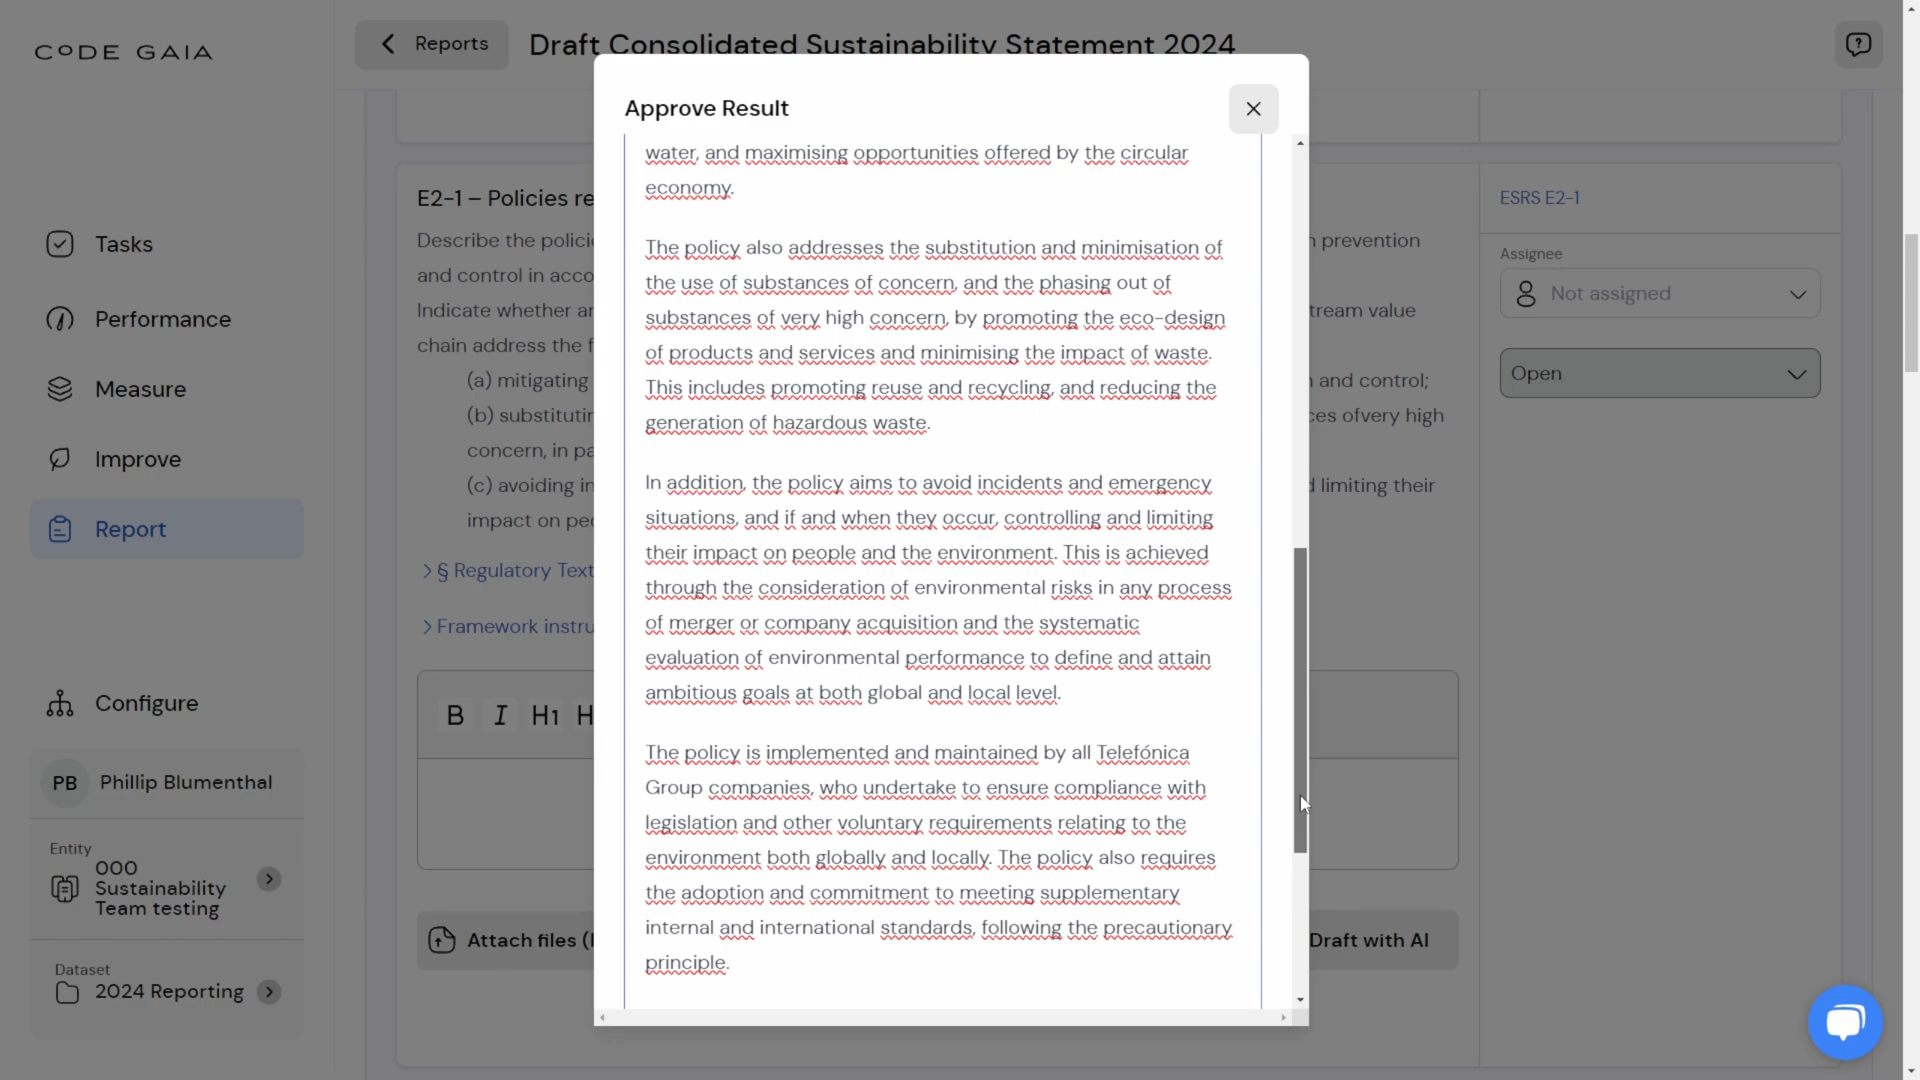 CODE GAIA
Reports
Draft Consolidated Sustainability Statement 2024
Tasks
Performance
Measure
Improve
Report
Configure
PB
Phillip Blumenthal
Entity
000
Sustainability
Team testing
Dataset
2024 Reporting
E2-1 – Policies re
Describe the policie
and control in acco
Indicate whether an
chain address the f
(a) mitigating
(b) substitutin
concern, in pa
(c) avoiding in
impact on peo
§ Regulatory Text
Framework instru
B I H1 H
Attach files (
Approve Result
water, and maximising opportunities offered by the circular
economy.
The policy also addresses the substitution and minimisation of
the use of substances of concern, and the phasing out of
substances of very high concern, by promoting the eco-design
of products and services and minimising the impact of waste.
This includes promoting reuse and recycling, and reducing the
generation of hazardous waste.
In addition, the policy aims to avoid incidents and emergency
situations, and if and when they occur, controlling and limiting
their impact on people and the environment. This is achieved
through the consideration of environmental risks in any process
of merger or company acquisition and the systematic
evaluation of environmental performance to define and attain
ambitious goals at both global and local level.
The policy is implemented and maintained by all Telefónica
Group companies, who undertake to ensure compliance with
legislation and other voluntary requirements relating to the
environment both globally and locally. The policy also requires
the adoption and commitment to meeting supplementary
internal and international standards, following the precautionary
principle.
prevention
tream value
and control;
ces ofvery high
limiting their
Draft with AI
ESRS E2-1
Assignee
Not assigned
Open